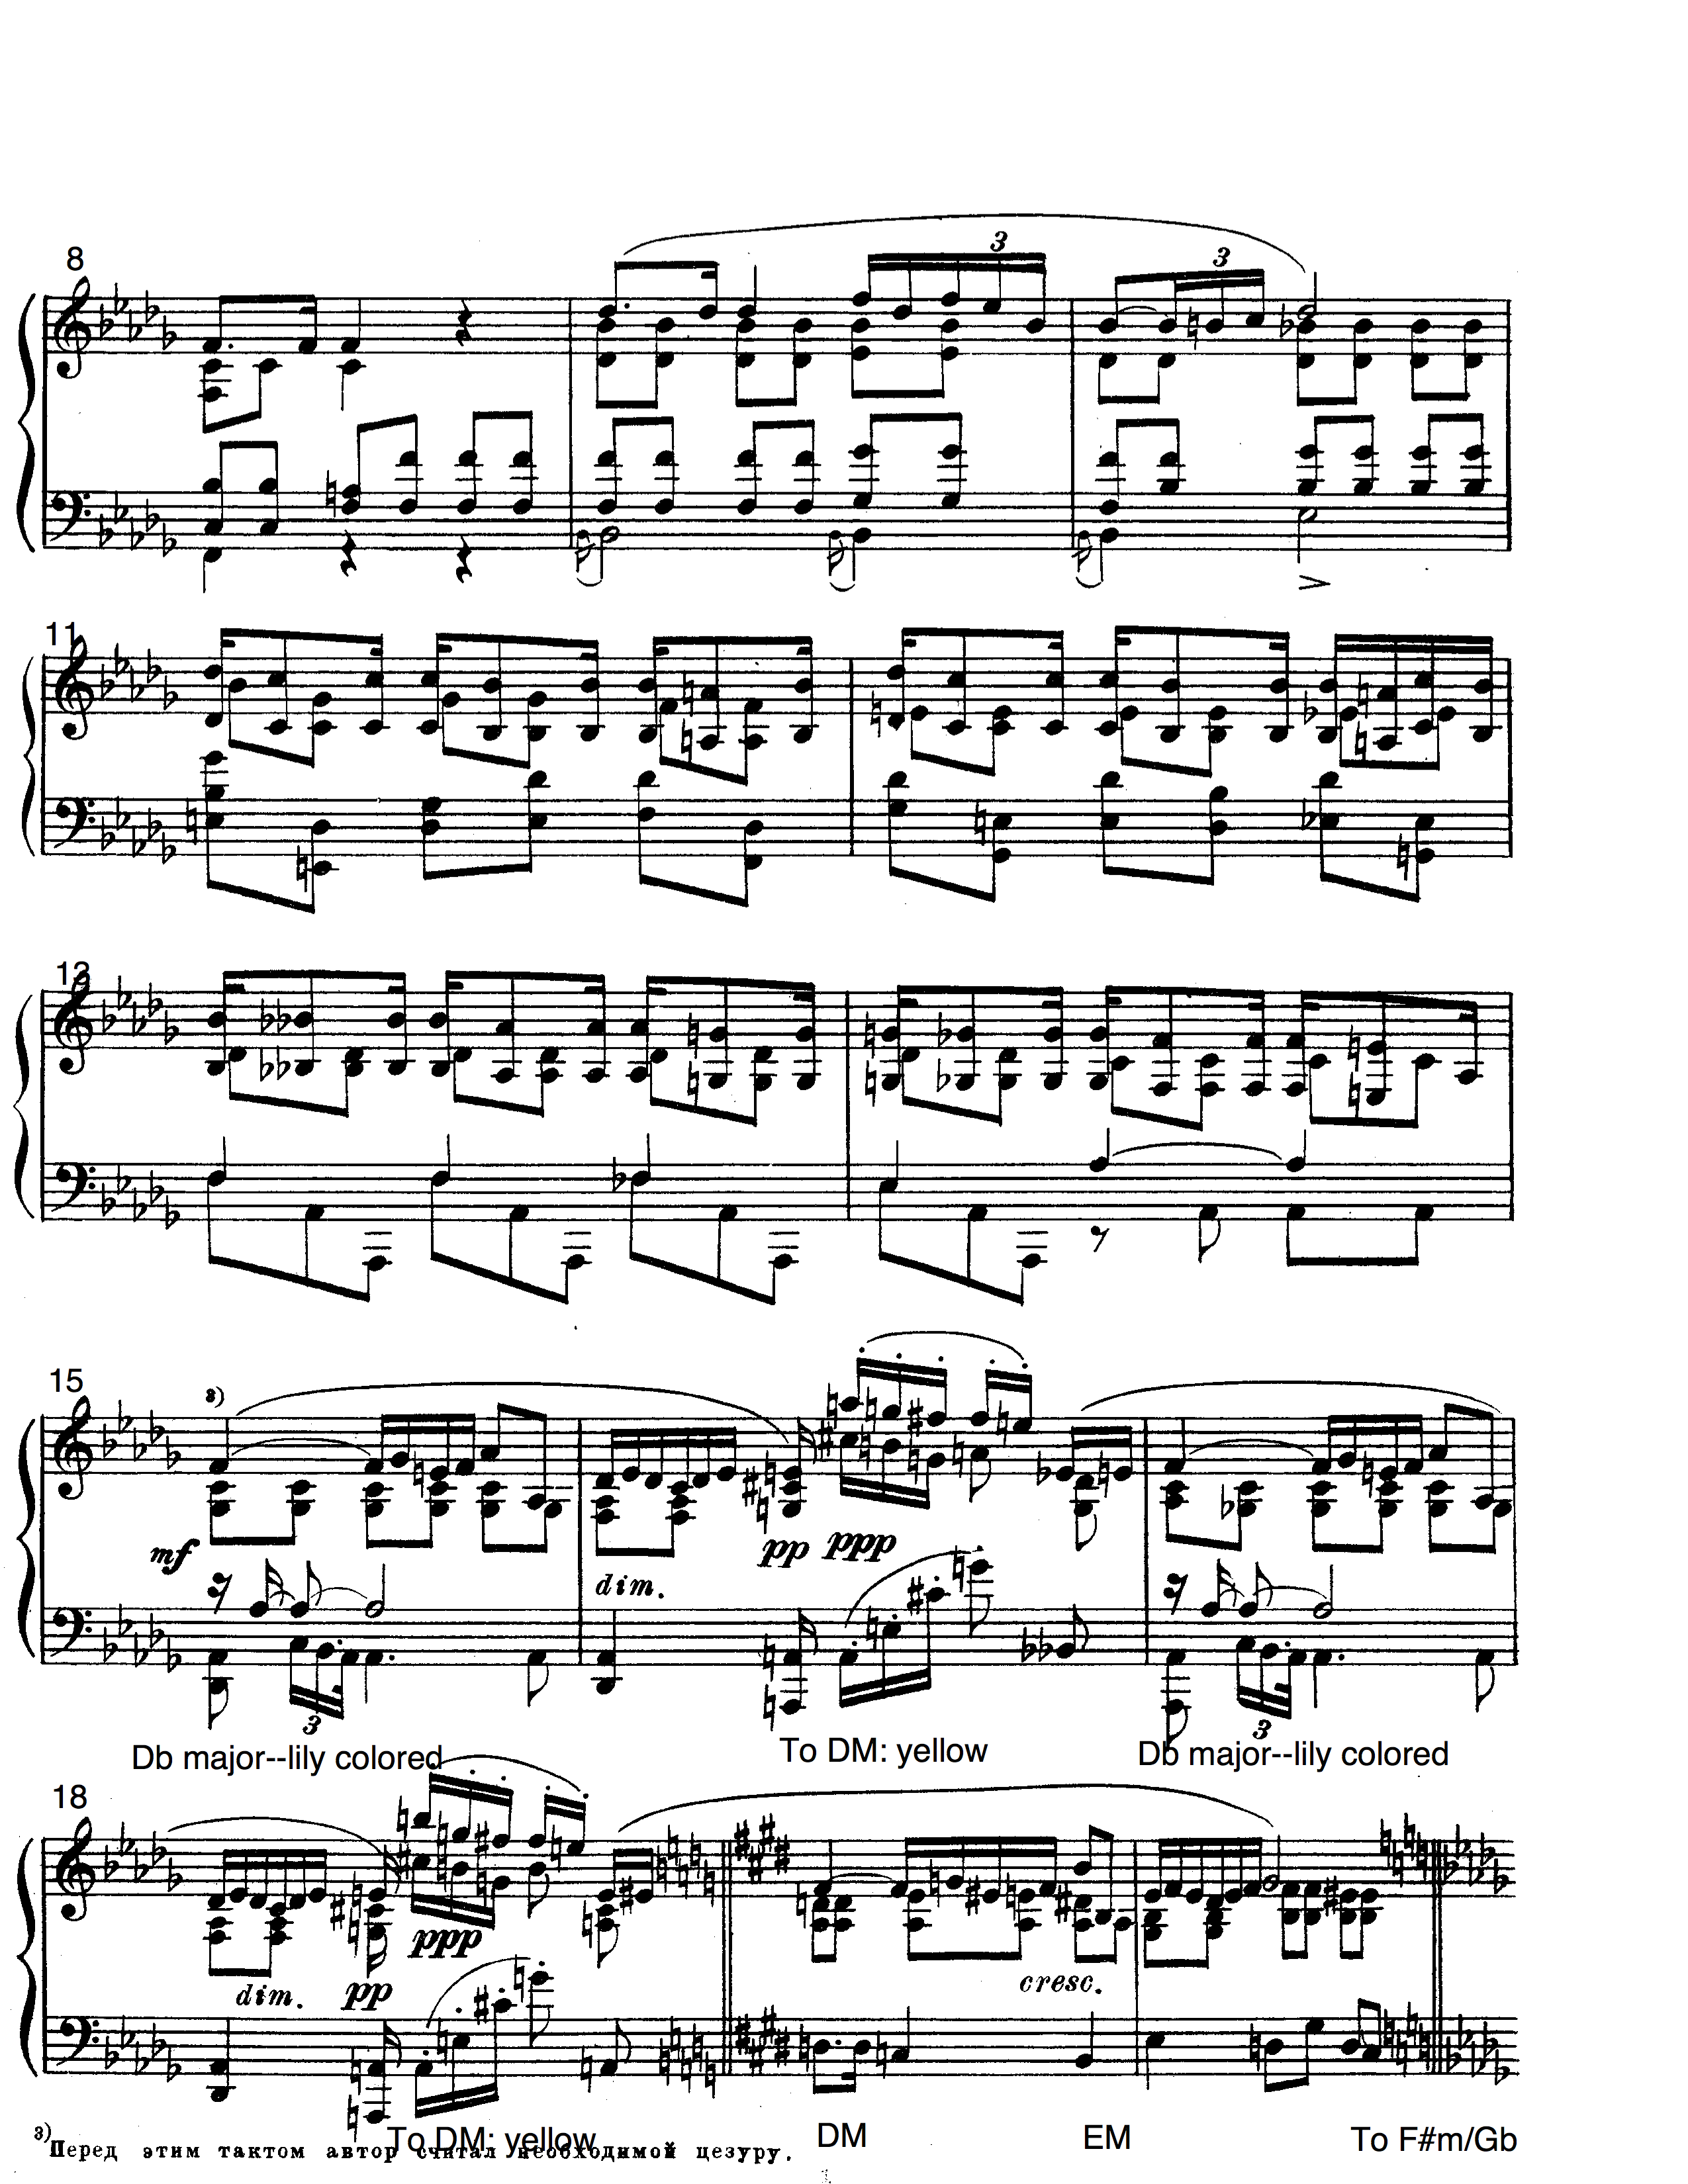 8
3
3
11
13
15
3)
mf
dim.
pp
ppp
3
3
Db major--lily colored
To DM: yellow
Db major--lily colored
18
dim.
pp
ppp
cresc.
DM
EM
To F#m/Gb
To DM: yellow
3) Перед этим тактом автор считал необходимой цезуру.